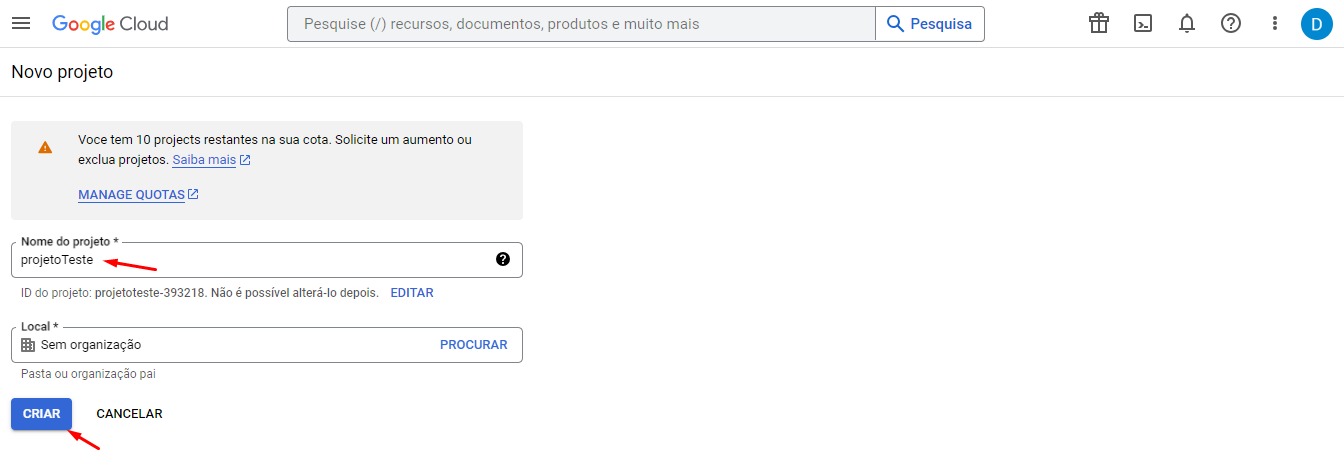 Google Cloud
Pesquise (/) recursos, documentos, produtos e muito mais
Pesquisa
D
Novo projeto
Voce tem 10 projects restantes na sua cota. Solicite um aumento ou
exclua projetos. Saiba mais
MANAGE QUOTAS
Nome do projeto *
projetoTeste
ID do projeto: projetoteste-393218. Não é possível alterá-lo depois. EDITAR
Local *
Sem organização PROCURAR
Pasta ou organização pai
CRIAR CANCELAR